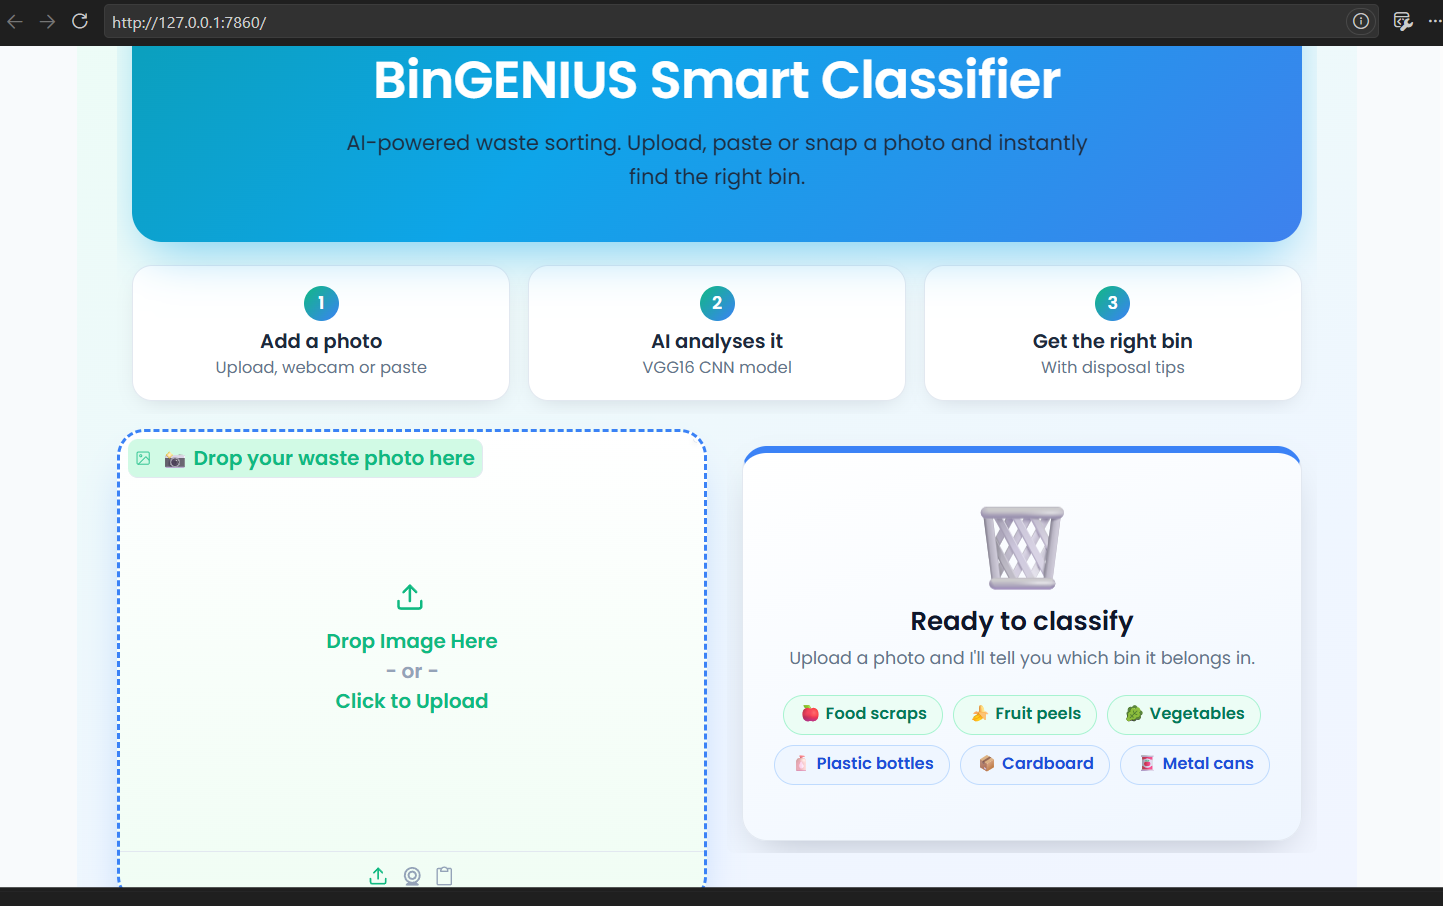 http://127.0.0.1:7860/
BinGENIUS Smart Classifier
AI-powered waste sorting. Upload, paste or snap a photo and instantly
find the right bin.
1
Add a photo
Upload, webcam or paste
2
AI analyses it
VGG16 CNN model
3
Get the right bin
With disposal tips
Drop your waste photo here
Drop Image Here
- or -
Click to Upload
Ready to classify
Upload a photo and I'll tell you which bin it belongs in.
Food scraps
Fruit peels
Vegetables
Plastic bottles
Cardboard
Metal cans